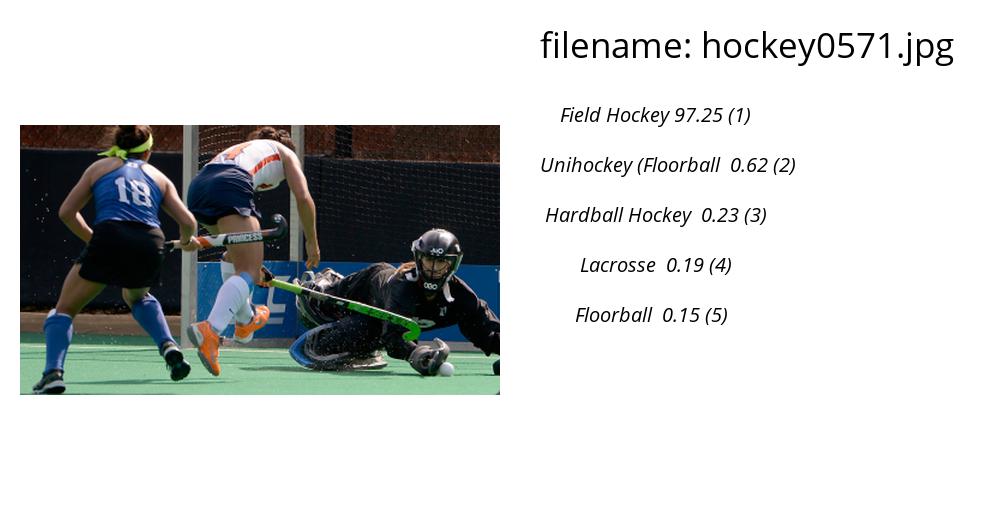 filename: hockey0571.jpg
Field Hockey 97.25 (1)
Unihockey (Floorball 0.62 (2)
Hardball Hockey 0.23 (3)
Lacrosse 0.19 (4)
Floorball 0.15 (5)
18
PRINCESS